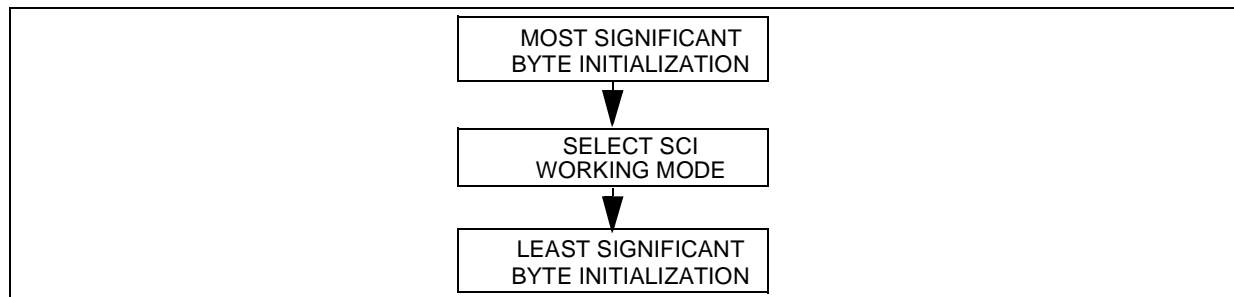 MOST SIGNIFICANT
BYTE INITIALIZATION
SELECT SCI
WORKING MODE
LEAST SIGNIFICANT
BYTE INITIALIZATION